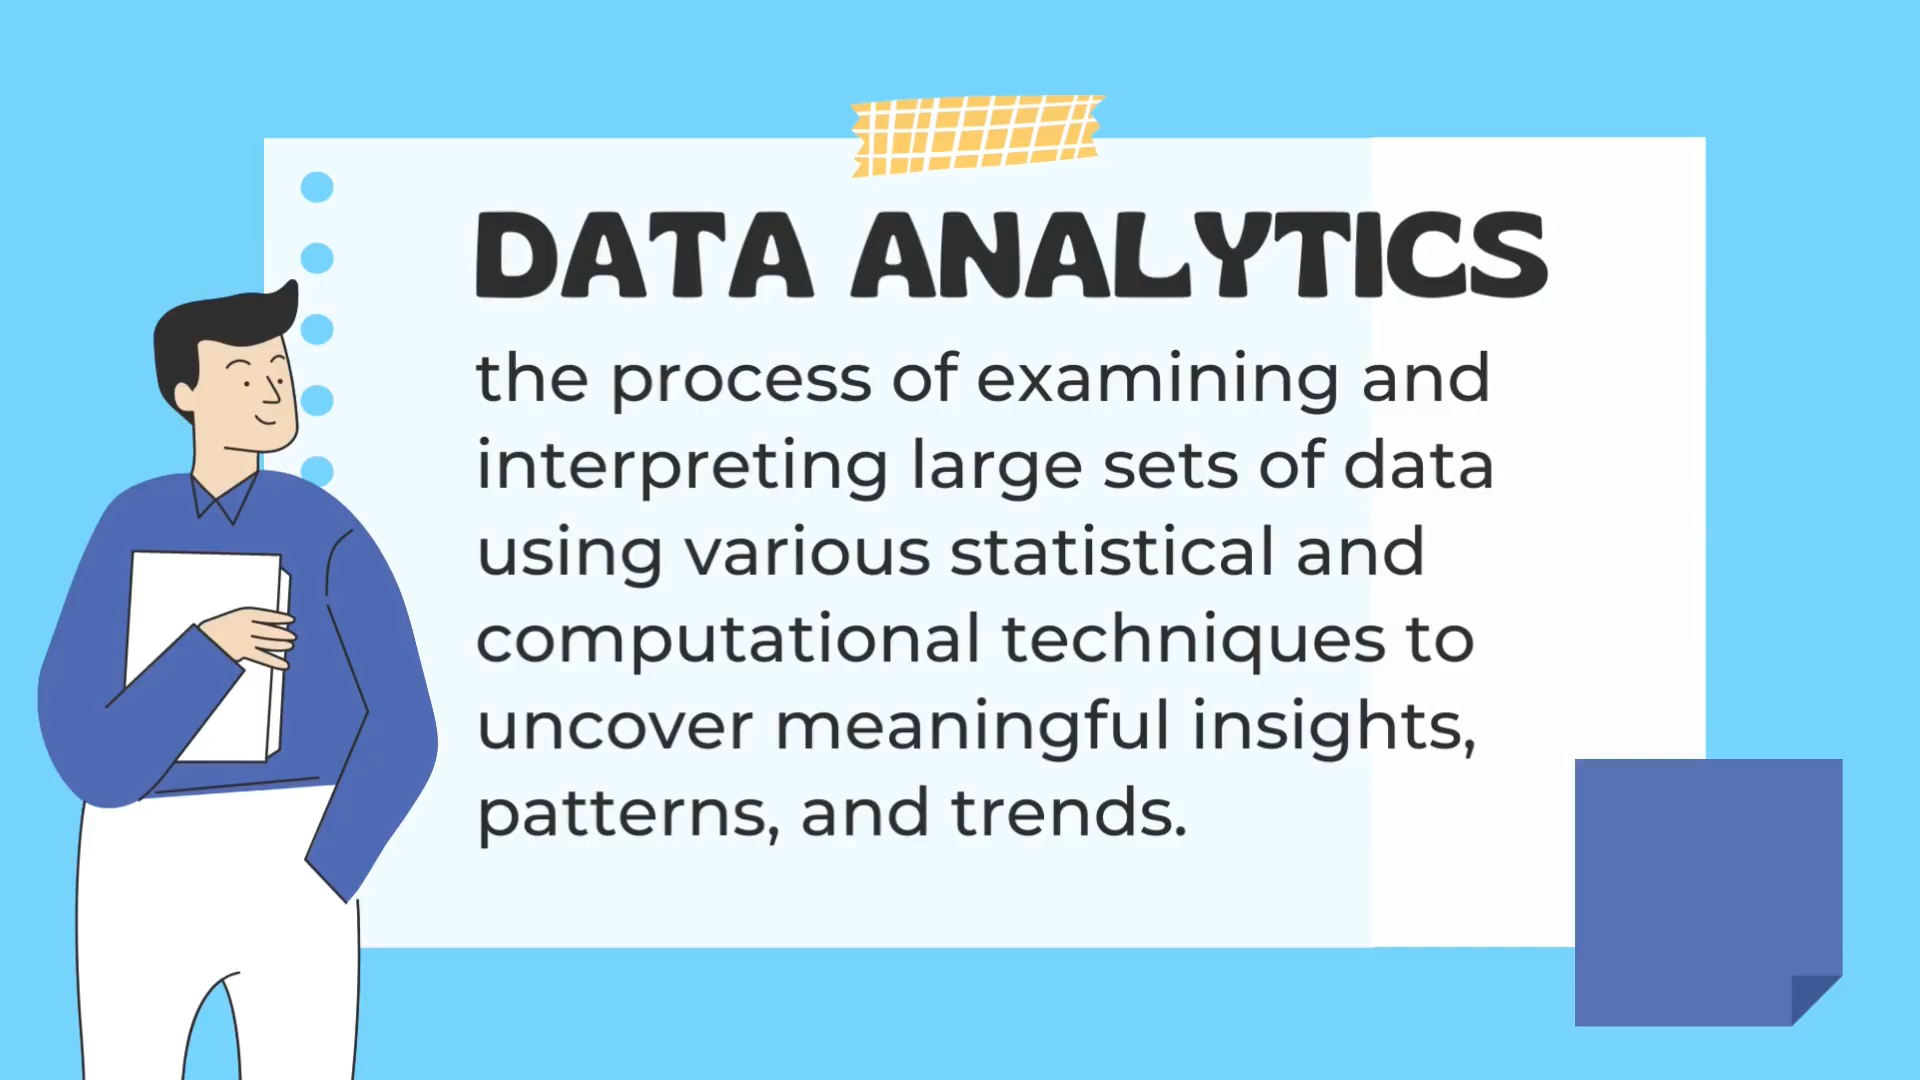 DATA ANALYTICS
the process of examining and
interpreting large sets of data
using various statistical and
computational techniques to
uncover meaningful insights,
patterns, and trends.